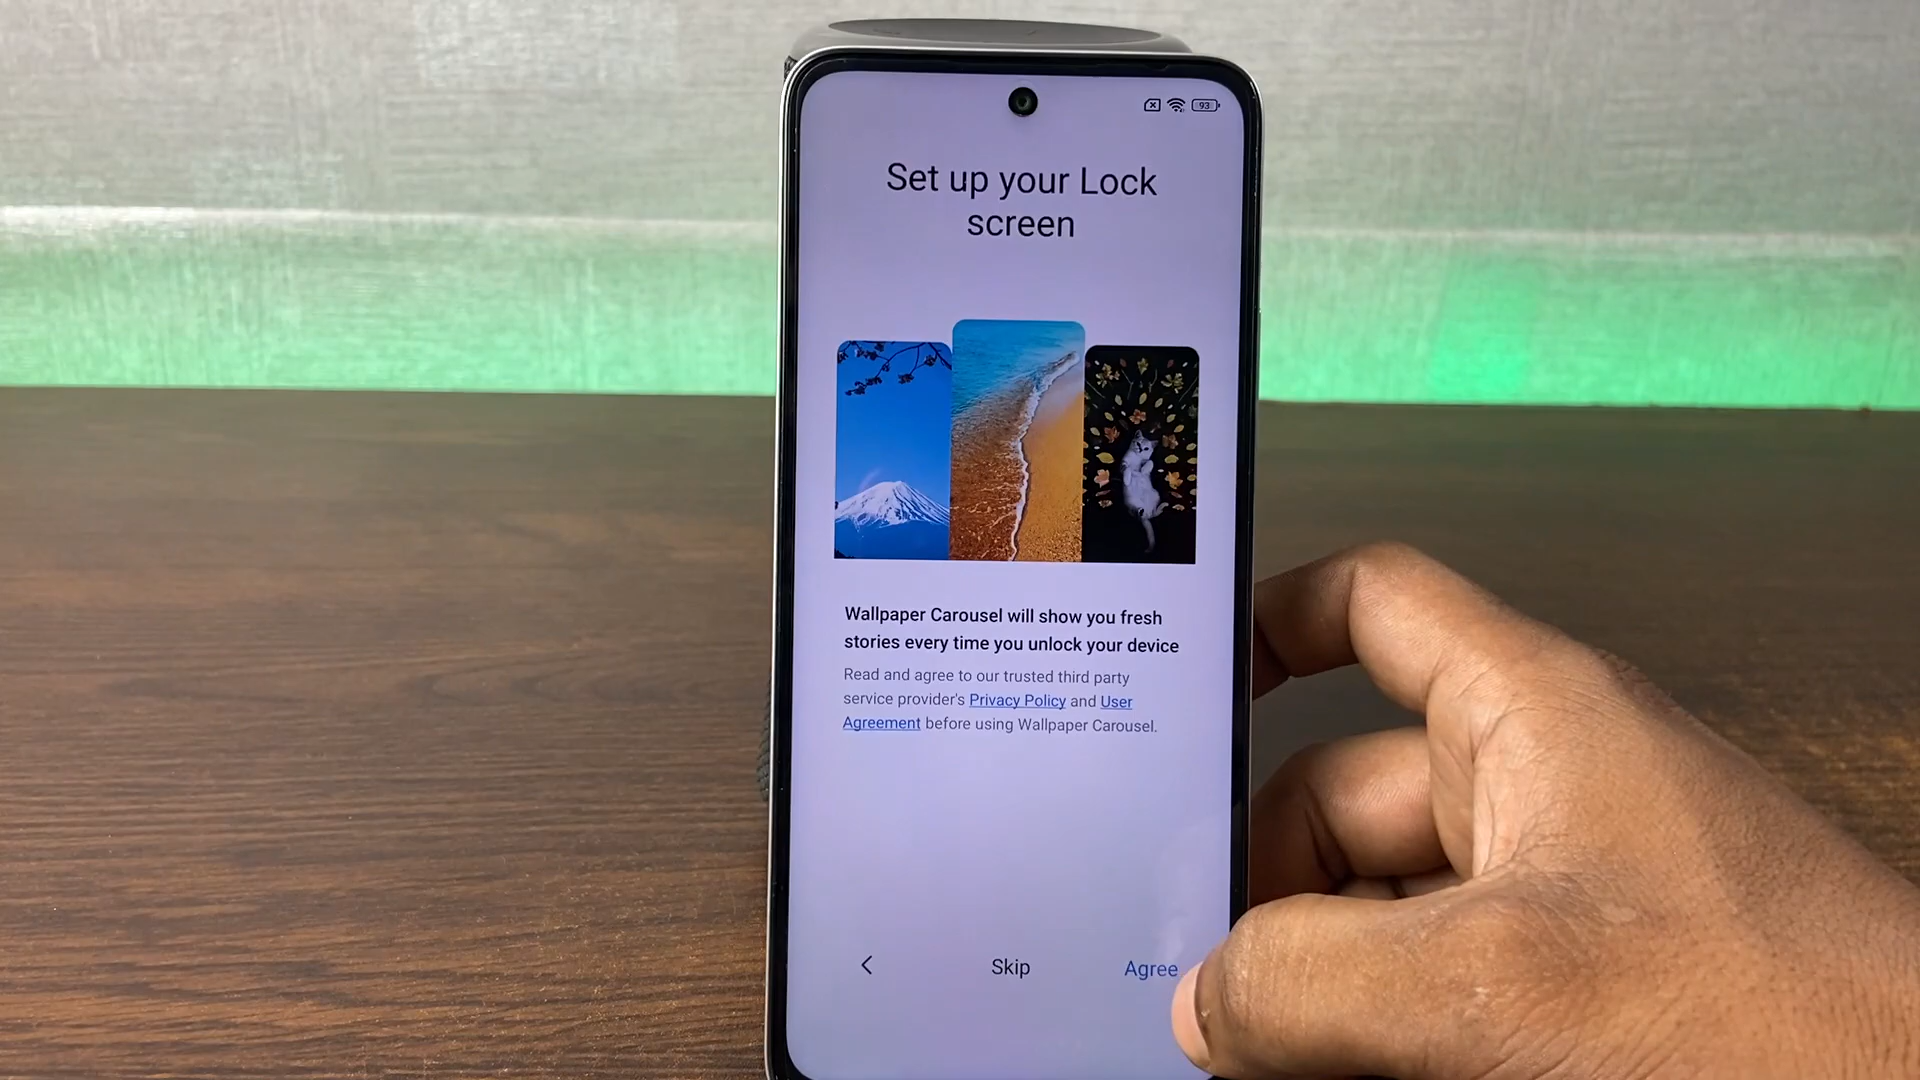 93
Set up your Lock
screen
Wallpaper Carousel will show you fresh
stories every time you unlock your device
Read and agree to our trusted third party
service provider's Privacy Policy and User
Agreement before using Wallpaper Carousel.
Skip
Agree